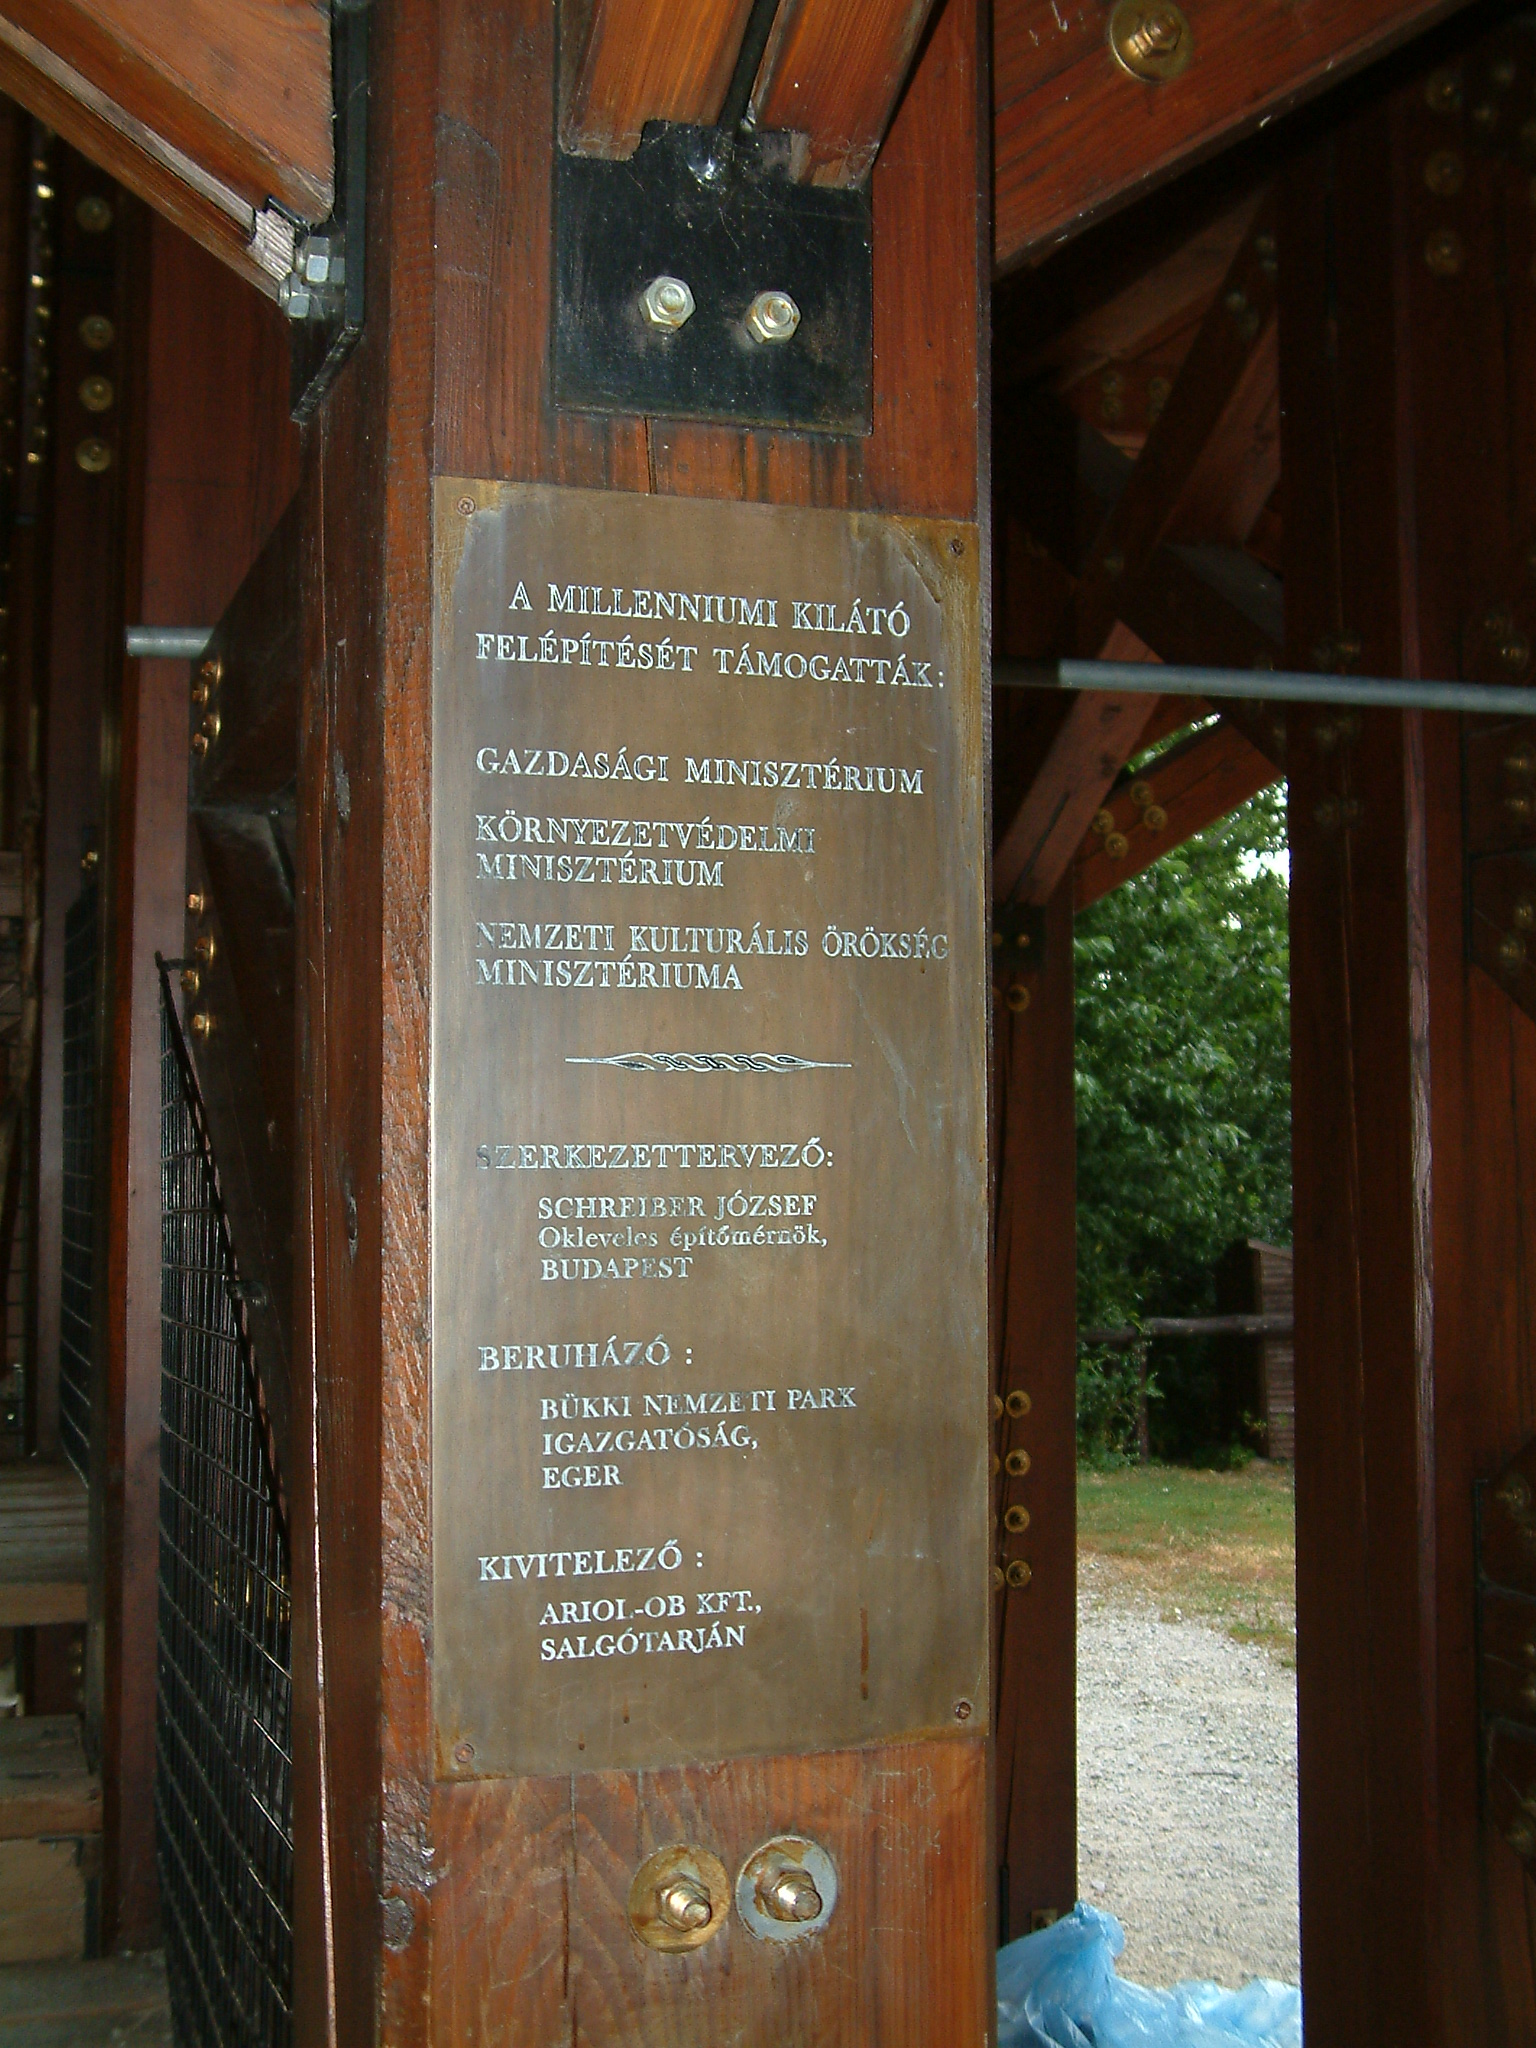 A MILLENNIUMI KILÁTÓ
FELÉPÍTÉSÉT TÁMOGATTÁK:
GAZDASÁGI MINISZTÉRIUM
KÖRNYEZETVÉDELMI
MINISZTÉRIUM
NEMZETI KULTURÁLIS ÖRÖKSÉG
MINISZTÉRIUMA
SZERKEZETTERVEZŐ:
SCHREIBER JÓZSEF
Okleveles építőmérnök,
BUDAPEST
BERUHÁZÓ :
BÜKKI NEMZETI PARK
IGAZGATÓSÁG,
EGER
KIVITELEZŐ :
ARIOL-OB KFT.,
SALGÓTARJÁN